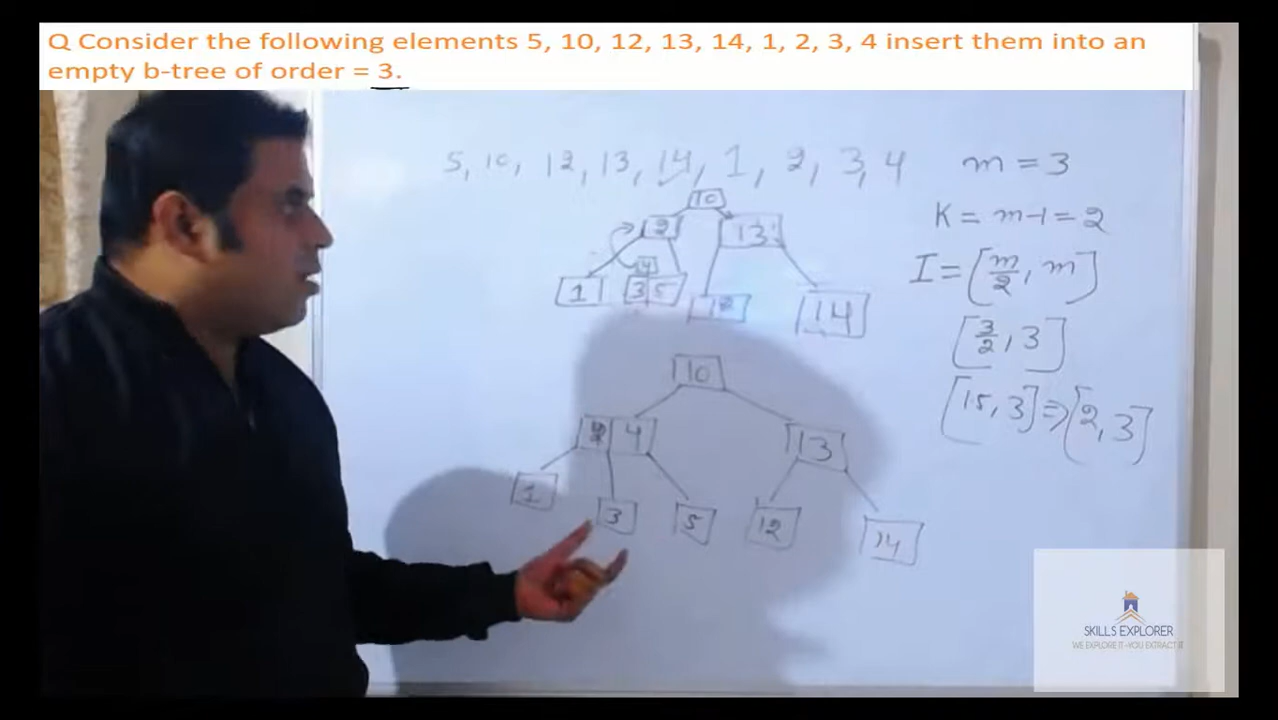 Q Consider the following elements 5, 10, 12, 13, 14, 1, 2, 3, 4 insert them into an
empty b-tree of order = 3.
5, 10, 12, 13, 14, 1, 2, 3, 4
m = 3
K = m-1 = 2
I = [m/2, m]
[3/2, 3]
[1.5, 3] => [2, 3]
10
2 13
4
1 3 5 12 14
10
2 4 13
1 3 5 12 14
SKILLS EXPLORER
WE EXPLORE IT-YOU EXTRACT IT